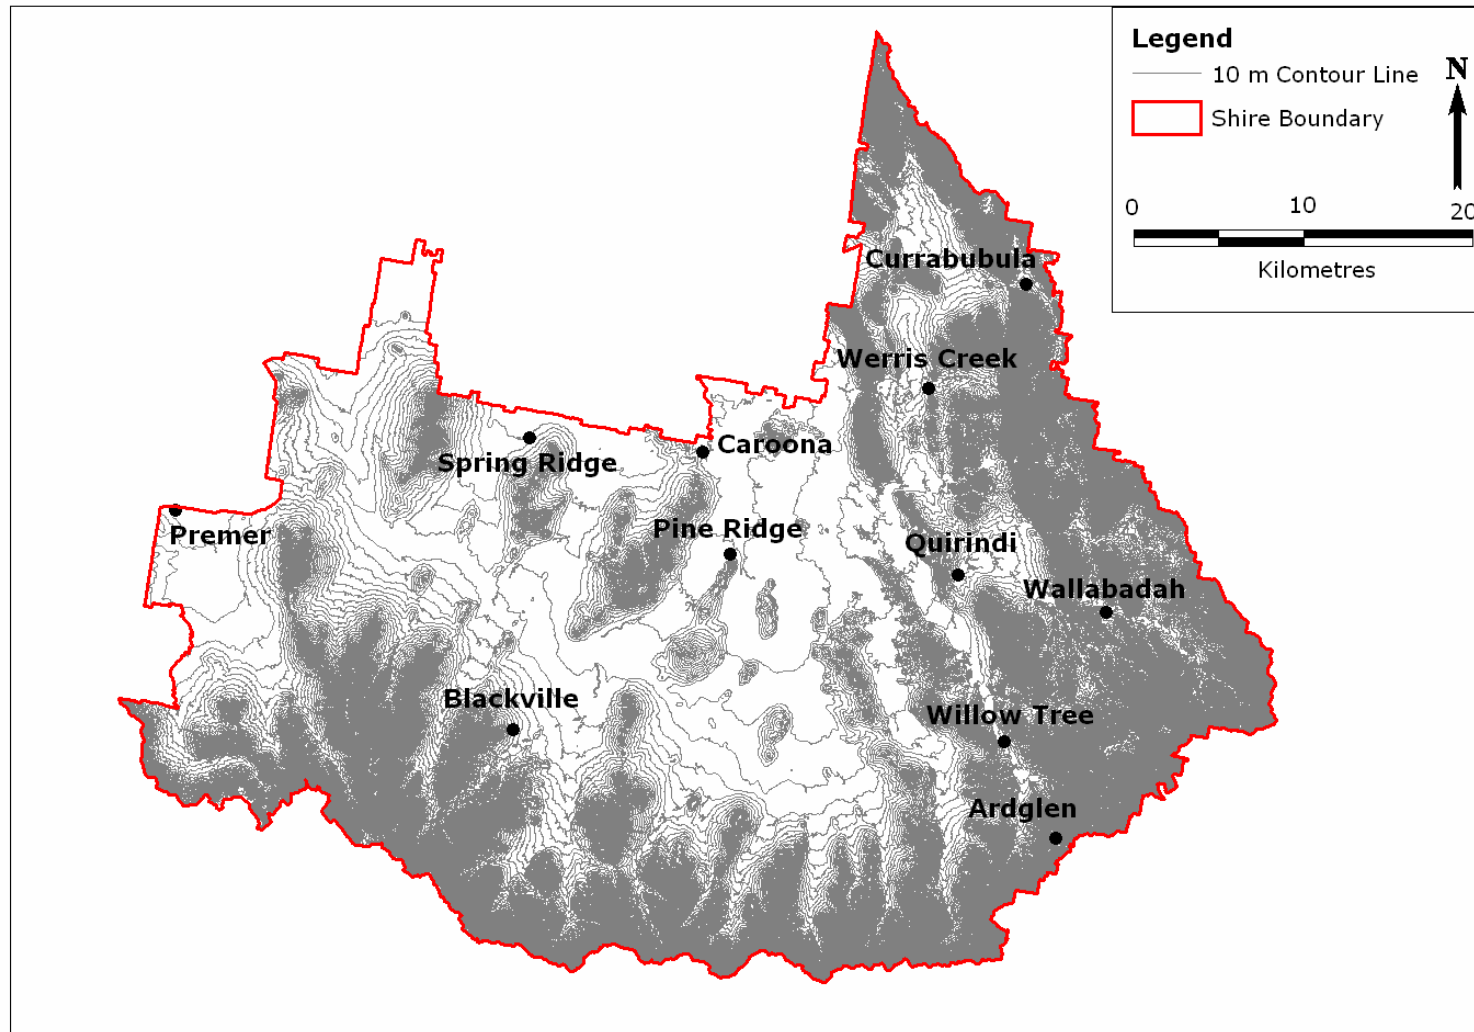 Legend
10 m Contour Line
Shire Boundary
N
0 10 20
Kilometres
Currabubula
Werris Creek
Caroona
Spring Ridge
Pine Ridge
Premer
Quirindi
Wallabadah
Blackville
Willow Tree
Ardglen